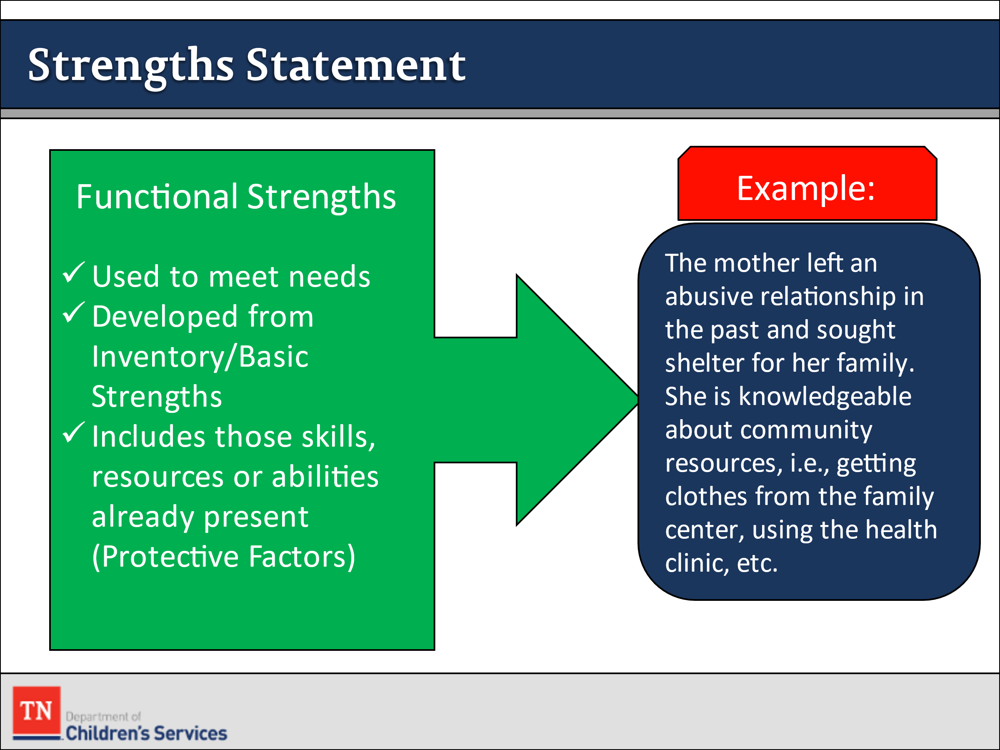 Strengths Statement
Functional Strengths
✓ Used to meet needs
✓ Developed from
Inventory/Basic
Strengths
✓ Includes those skills,
resources or abilities
already present
(Protective Factors)
Example:
The mother left an
abusive relationship in
the past and sought
shelter for her family.
She is knowledgeable
about community
resources, i.e., getting
clothes from the family
center, using the health
clinic, etc.
TN
Department of
Children's Services